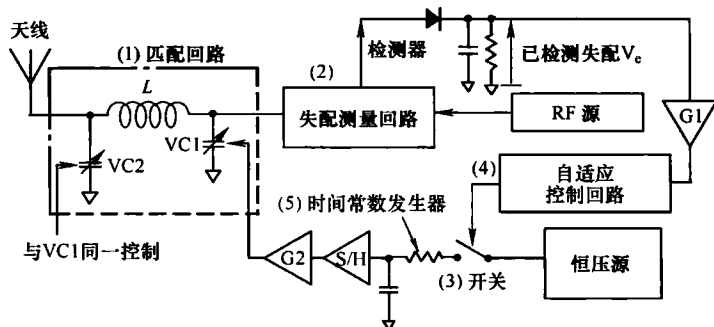 天线
(1) 匹配回路
L
VC1
VC2
与VC1同一控制
(2)
检测器
失配测量回路
已检测失配Ve
RF 源
G1
(4)
自适应
控制回路
(5) 时间常数发生器
G2
S/H
(3) 开关
恒压源